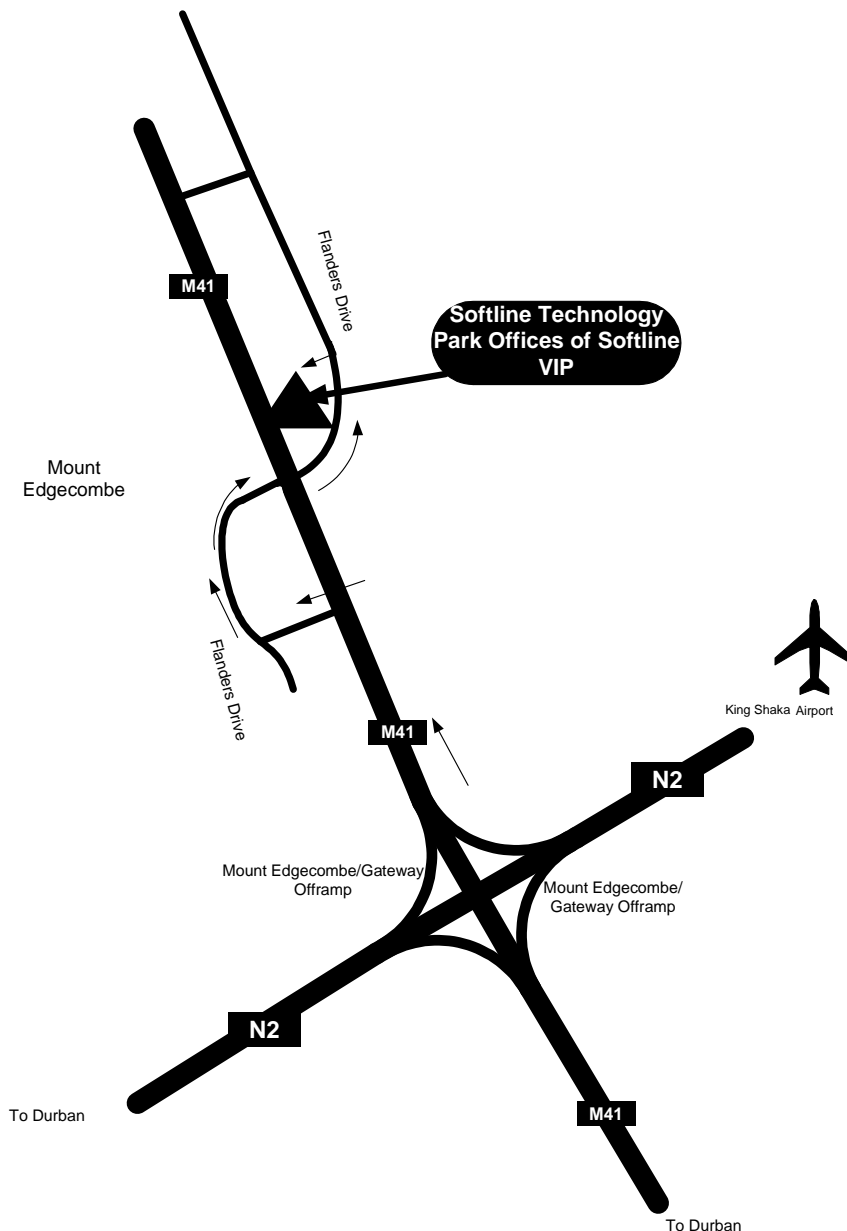 Flanders Drive
M41
Softline Technology
Park Offices of Softline
VIP
Mount
Edgecombe
Flanders Drive
King Shaka Airport
M41
N2
Mount Edgecombe/Gateway
Offramp
Mount Edgecombe/
Gateway Offramp
N2
To Durban
M41
To Durban